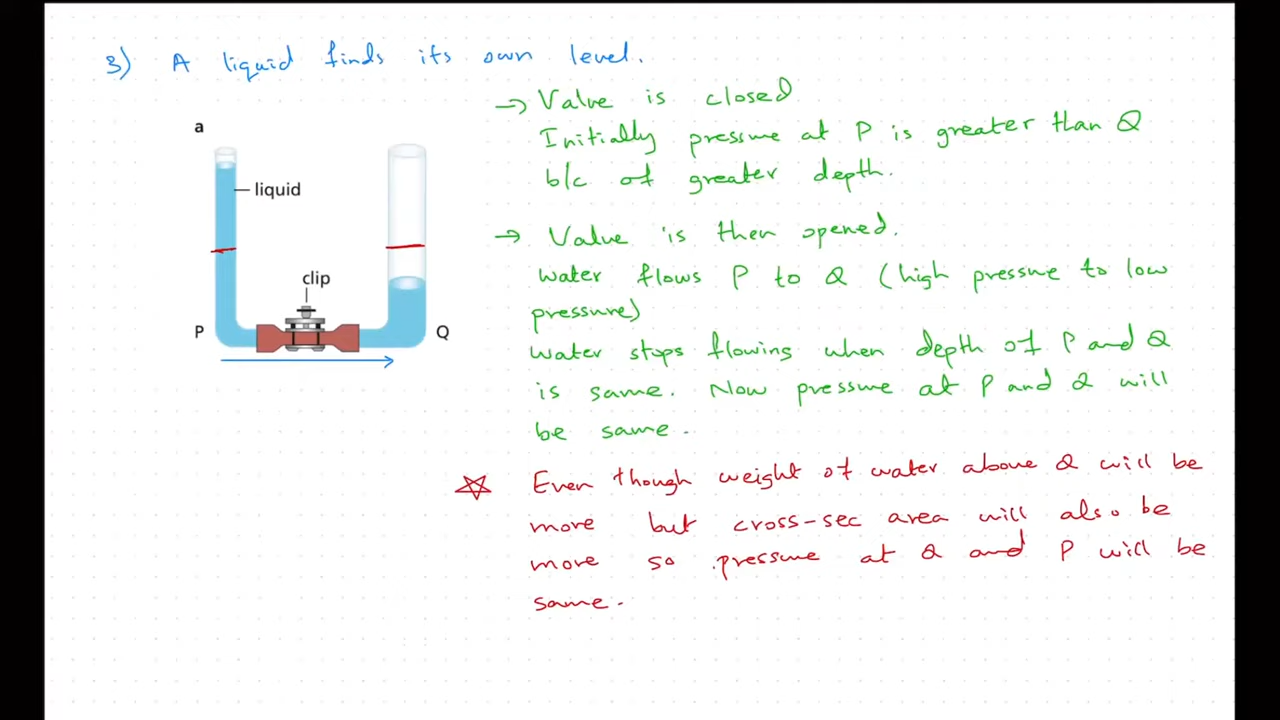 3) A liquid finds its own level.
a
liquid
clip
P
Q
→ Value is closed
Initially pressure at P is greater than Q
b/c of greater depth.
→ Value is then opened.
water flows P to Q (high pressure to low
pressure)
water stops flowing when depth of P and Q
is same. Now pressure at P and Q will
be same.
☆ Even though weight of water above Q will be
more but cross-sec area will also be
more so pressure at Q and P will be
same.